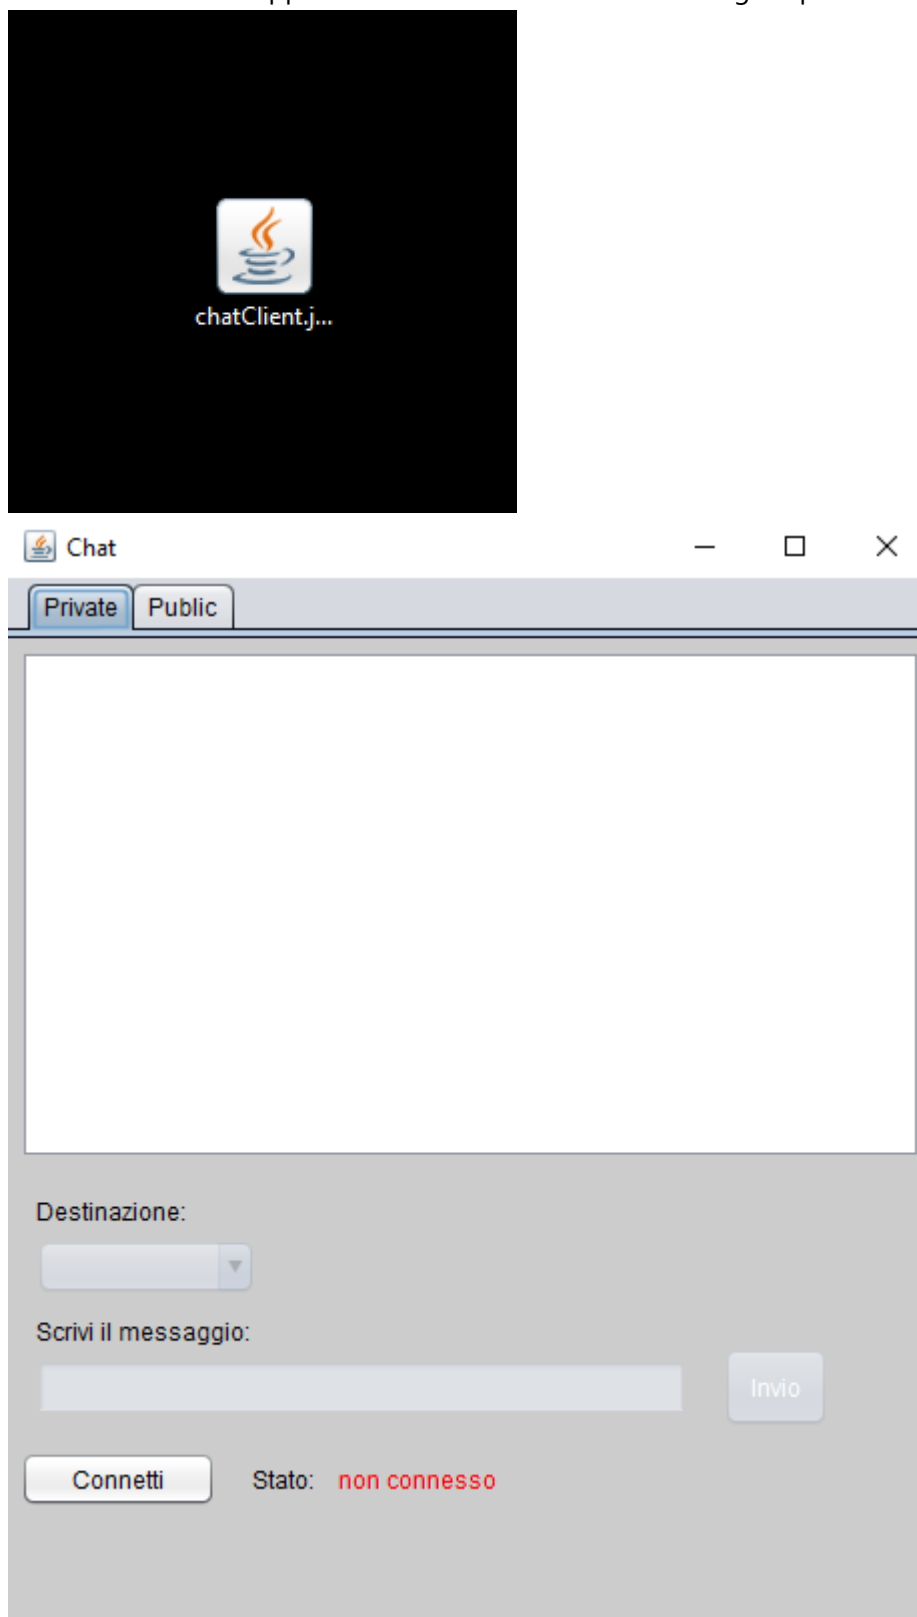 chatClient.j...
Chat
Private Public
Destinazione:
Scrivi il messaggio:
Invio
Connetti Stato: non connesso